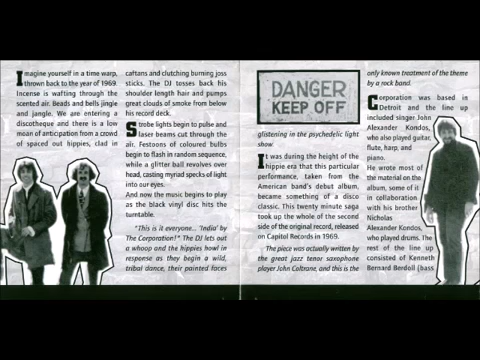 Imagine yourself in a time warp,
thrown back to the year of 1969.
Incense is wafting through the
scented air. Beads and bells jingle
and jangle. We are entering a
discotheque and there is a low
moan of anticipation from a crowd
of spaced out hippies, clad in
caftans and clutching burning joss
sticks. The DJ tosses back his
shoulder length hair and pumps
great clouds of smoke from below
his record deck.
Strobe lights begin to pulse and
laser beams cut through the
air. Festoons of coloured bulbs
begin to flash in random sequence,
while a glitter ball revolves over
head, casting myriad specks of light
into our eyes.
And now the music begins to play
as the black vinyl disc hits the
turntable.
"This is it everyone... 'India' by
The Corporation!" The DJ lets out
a whoop and the hippies howl in
response as they begin a wild,
tribal dance, their painted faces
DANGER
KEEP OFF
glistening in the psychedelic light
show.
It was during the height of the
hippie era that this particular
performance, taken from the
American band's debut album,
became something of a disco
classic. This twenty minute saga
took up the whole of the second
side of the original record, released
on Capitol Records in 1969.
The piece was actually written by
the great jazz tenor saxophone
player John Coltrane, and this is the
only known treatment of the theme
by a rock band.
Corporation was based in
Detroit and the line up
included singer John
Alexander Kondos,
who also played guitar,
flute, harp, and
piano.
He wrote most of
the material on the
album, some of it
in collaboration
with his brother
Nicholas
Alexander Kondos,
who played drums. The
rest of the line up
consisted of Kenneth
Bernard Berdoll (bass